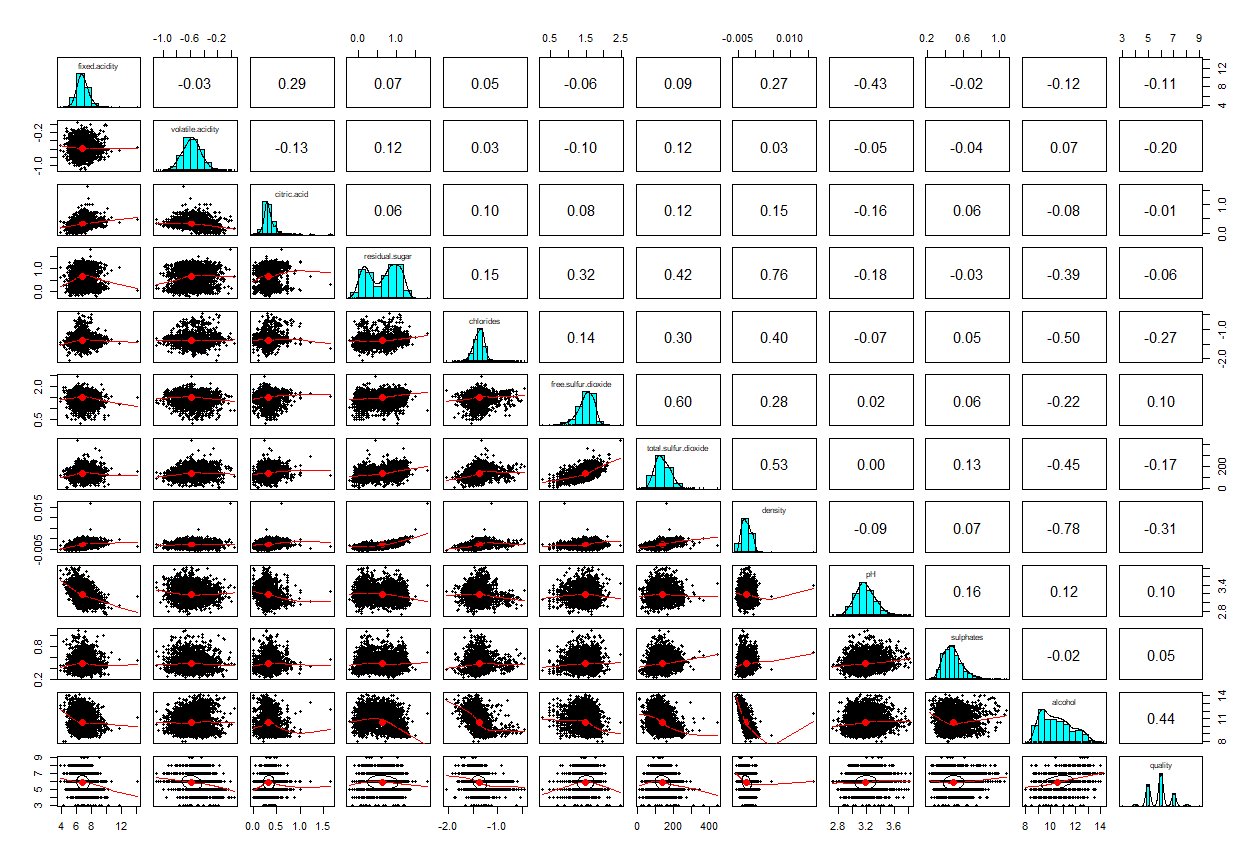 -1.0 -0.6 -0.2 0.0 1.0 0.5 1.5 2.5 -0.005 0.010 0.2 0.6 1.0 3 5 7 9
fixed.acidity -0.03 0.29 0.07 0.05 -0.06 0.09 0.27 -0.43 -0.02 -0.12 -0.11 4 8 12
-1.0 -0.2 volatile.acidity -0.13 0.12 0.03 -0.10 0.12 0.03 -0.05 -0.04 0.07 -0.20
citric.acid 0.06 0.10 0.08 0.12 0.15 -0.16 0.06 -0.08 -0.01 0.0 1.0
0.0 1.0 residual.sugar 0.15 0.32 0.42 0.76 -0.18 -0.03 -0.39 -0.06
chlorides 0.14 0.30 0.40 -0.07 0.05 -0.50 -0.27 -2.0 -1.0
0.5 2.0 free.sulfur.dioxide 0.60 0.28 0.02 0.06 -0.22 0.10
total.sulfur.dioxide 0.53 0.00 0.13 -0.45 -0.17 0 200
-0.005 0.015 density -0.09 0.07 -0.78 -0.31
pH 0.16 0.12 0.10 2.8 3.4
0.2 0.8 sulphates -0.02 0.05
alcohol 0.44 8 11 14
3 5 7 9 quality
4 6 8 12 0.0 0.5 1.0 1.5 -2.0 -1.0 0 200 400 2.8 3.2 3.6 8 10 12 14